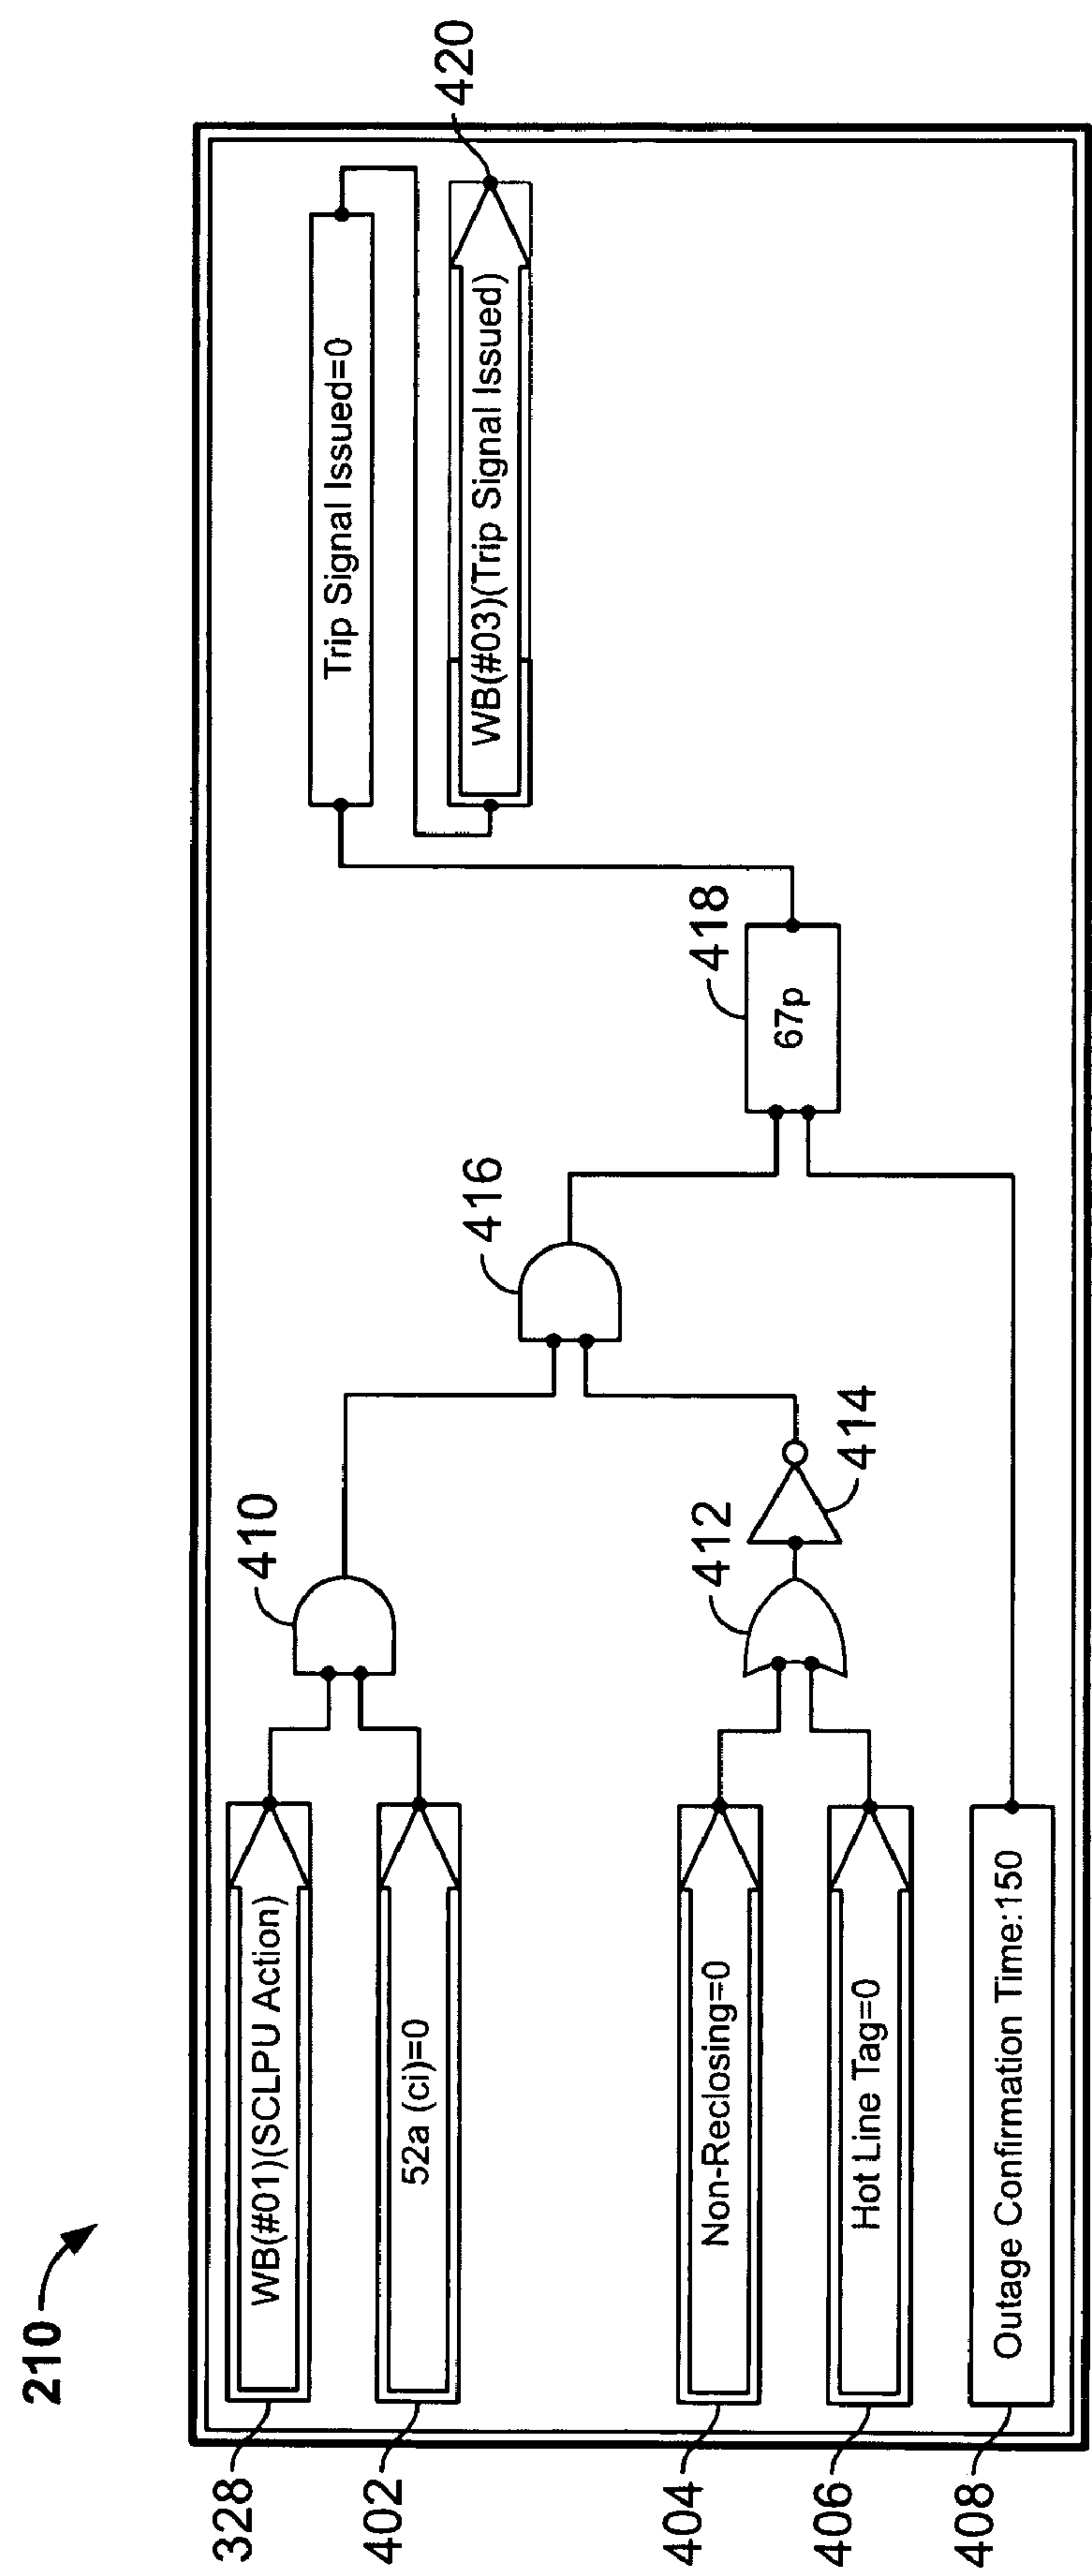 210
328
WB(#01)(SCLPU Action)
402
52a (ci)=0
404
Non-Reclosing=0
406
Hot Line Tag=0
408
Outage Confirmation Time:150
410
412
414
416
418
67p
Trip Signal Issued=0
WB(#03)(Trip Signal Issued)
420